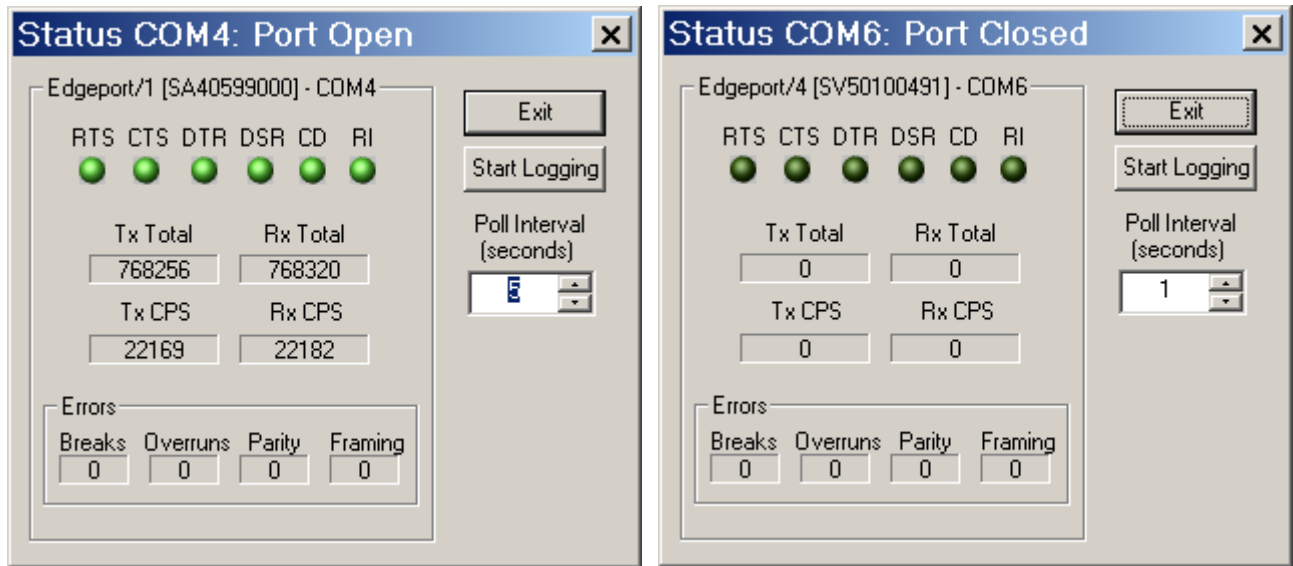 Status COM4: Port Open
Edgeport/1 [SA40599000] - COM4
RTS CTS DTR DSR CD RI
Tx Total Rx Total
768256 768320
Tx CPS Rx CPS
22169 22182
Errors
Breaks Overruns Parity Framing
0 0 0 0
Exit
Start Logging
Poll Interval
(seconds)
5
Status COM6: Port Closed
Edgeport/4 [SV50100491] - COM6
RTS CTS DTR DSR CD RI
Tx Total Rx Total
0 0
Tx CPS Rx CPS
0 0
Errors
Breaks Overruns Parity Framing
0 0 0 0
Exit
Start Logging
Poll Interval
(seconds)
1